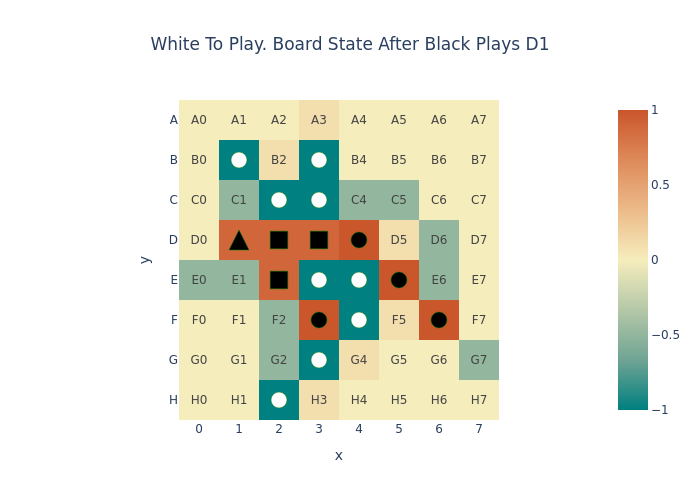 White To Play. Board State After Black Plays D1
A A0 A1 A2 A3 A4 A5 A6 A7
B B0 B2 B4 B5 B6 B7
C C0 C1 C4 C5 C6 C7
D D0 D5 D6 D7
E E0 E1 E6 E7
F F0 F1 F2 F5 F7
G G0 G1 G2 G4 G5 G6 G7
H H0 H1 H3 H4 H5 H6 H7
0 1 2 3 4 5 6 7
x
y
1
0.5
0
−0.5
−1